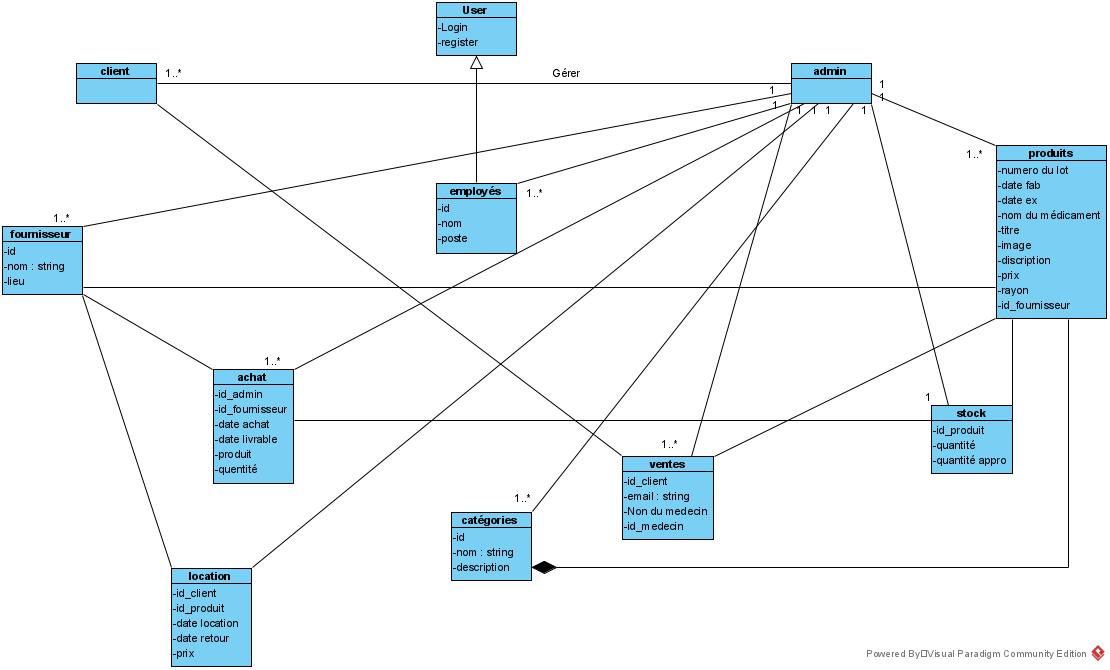 User
-Login
-register
client
1..*
Gérer
admin
1
1
1
1
1
1
1
1
1
produits
-numero du lot
-date fab
-date ex
-nom du médicament
-titre
-image
-discription
-prix
-rayon
-id_fournisseur
1..*
employés
-id
-nom
-poste
1..*
1..*
fournisseur
-id
-nom : string
-lieu
1..*
achat
-id_admin
-id_fournisseur
-date achat
-date livrable
-produit
-quentité
1
stock
-id_produit
-quantité
-quantité appro
1..*
ventes
-id_client
-email : string
-Non du medecin
-id_medecin
1..*
catégories
-id
-nom : string
-description
location
-id_client
-id_produit
-date location
-date retour
-prix
Powered By Visual Paradigm Community Edition